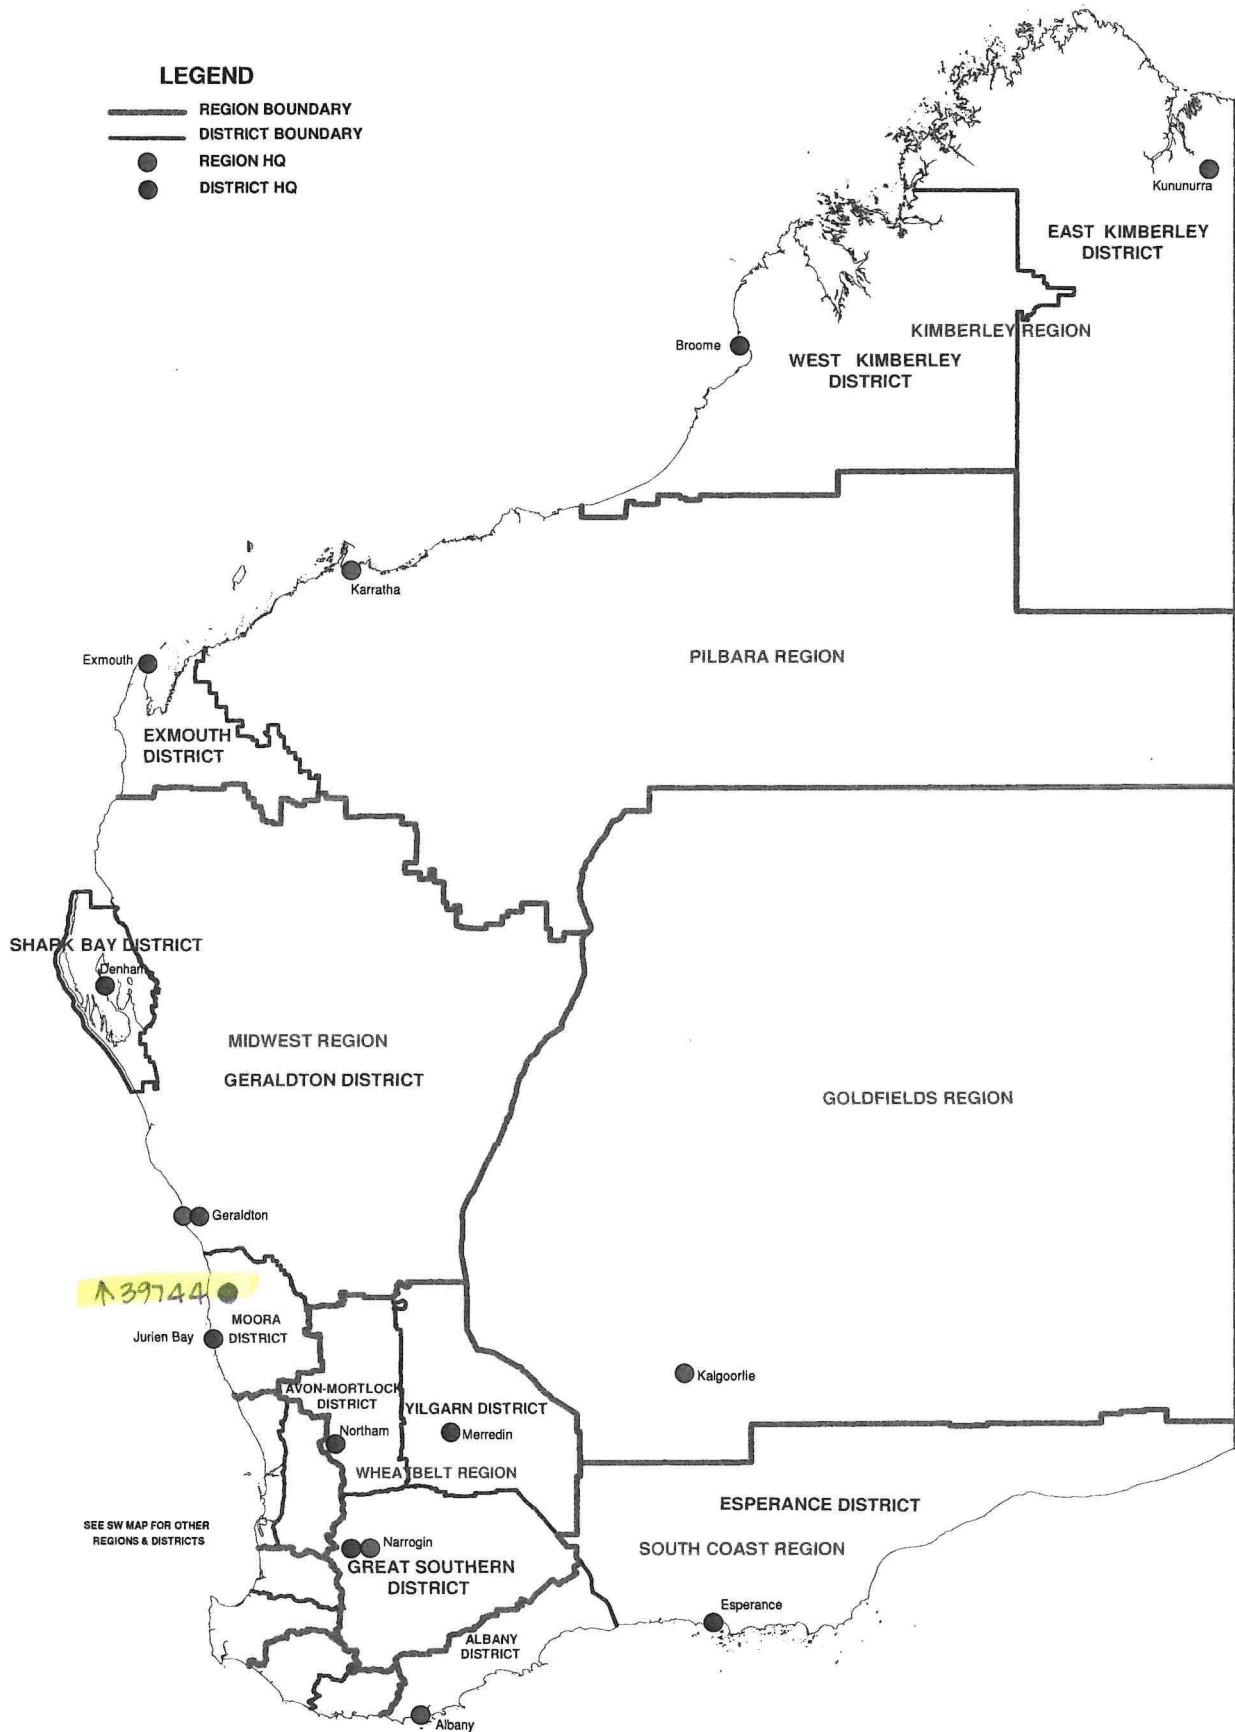 LEGEND
REGION BOUNDARY
DISTRICT BOUNDARY
REGION HQ
DISTRICT HQ
Kununurra
EAST KIMBERLEY
DISTRICT
KIMBERLEY REGION
Broome
WEST KIMBERLEY
DISTRICT
Karratha
Exmouth
PILBARA REGION
EXMOUTH
DISTRICT
SHARK BAY DISTRICT
Denham
MIDWEST REGION
GERALDTON DISTRICT
GOLDFIELDS REGION
Geraldton
↑39744
MOORA
DISTRICT
Jurien Bay
Kalgoorlie
AVON-MORTLOCK
DISTRICT
YILGARN DISTRICT
Northam
Merredin
WHEATBELT REGION
ESPERANCE DISTRICT
SEE SW MAP FOR OTHER
REGIONS & DISTRICTS
Narrogin
SOUTH COAST REGION
GREAT SOUTHERN
DISTRICT
Esperance
ALBANY
DISTRICT
Albany